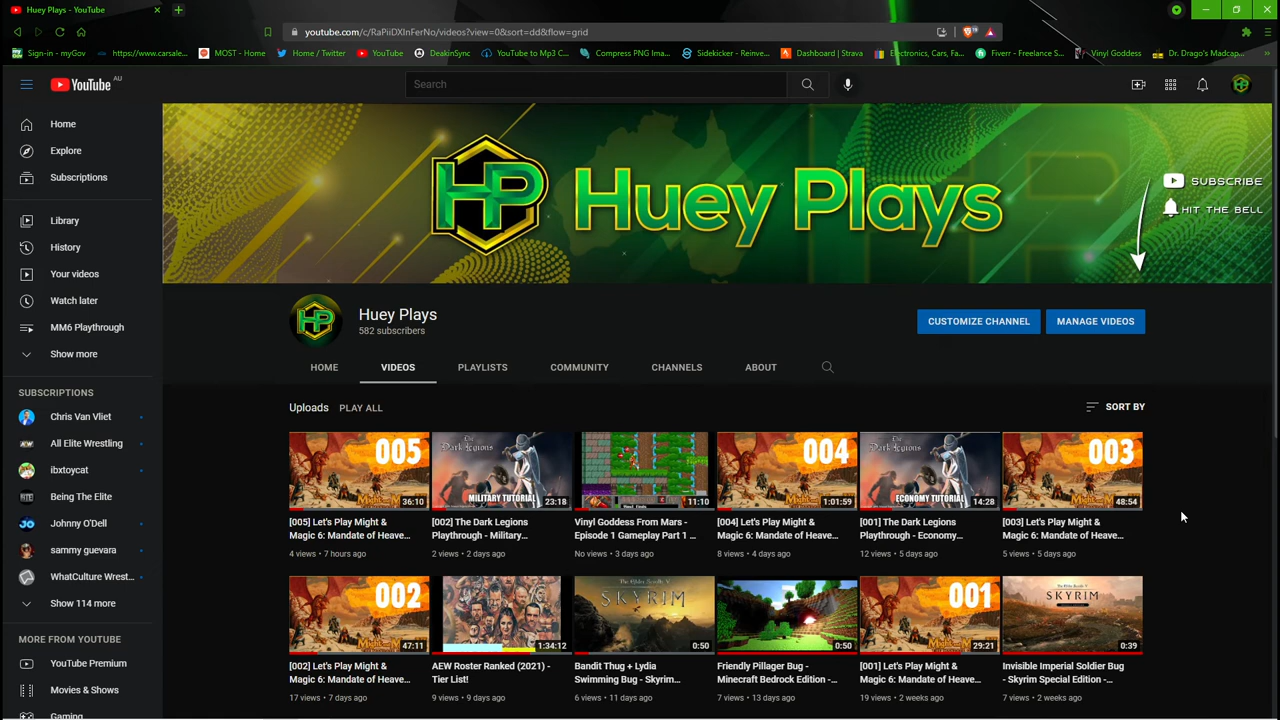 Huey Plays - YouTube
youtube.com/c/RaPiiDXInFerNo/videos?view=0&sort=dd&flow=grid
Sign-in - myGov
https://www.carsale...
MOST - Home
Home / Twitter
YouTube
DeakinSync
YouTube to Mp3 C...
Compress PNG Ima...
Sidekicker - Reinve...
Dashboard | Strava
Electronics, Cars, Fa...
Fiverr - Freelance S...
Vinyl Goddess
Dr. Drago's Madcap...
YouTube AU
Search
Home
Explore
Subscriptions
Library
History
Your videos
Watch later
MM6 Playthrough
Show more
SUBSCRIPTIONS
Chris Van Vliet
All Elite Wrestling
ibxtoycat
Being The Elite
Johnny O'Dell
sammy guevara
WhatCulture Wrest...
Show 114 more
MORE FROM YOUTUBE
YouTube Premium
Movies & Shows
Gaming
HP Huey Plays
SUBSCRIBE
HIT THE BELL
HP
Huey Plays
582 subscribers
CUSTOMIZE CHANNEL
MANAGE VIDEOS
HOME
VIDEOS
PLAYLISTS
COMMUNITY
CHANNELS
ABOUT
Uploads
PLAY ALL
SORT BY
005
36:10
[005] Let's Play Might &
Magic 6: Mandate of Heave...
4 views • 7 hours ago
The
Dark Legions
MILITARY TUTORIAL
23:18
[002] The Dark Legions
Playthrough - Military...
2 views • 2 days ago
11:10
Vinyl Goddess From Mars -
Episode 1 Gameplay Part 1 ...
No views • 3 days ago
004
1:01:59
[004] Let's Play Might &
Magic 6: Mandate of Heave...
8 views • 4 days ago
The
Dark Legions
ECONOMY TUTORIAL
14:28
[001] The Dark Legions
Playthrough - Economy...
12 views • 5 days ago
003
48:54
[003] Let's Play Might &
Magic 6: Mandate of Heave...
5 views • 5 days ago
002
47:11
[002] Let's Play Might &
Magic 6: Mandate of Heave...
17 views • 7 days ago
1:34:12
AEW Roster Ranked (2021) -
Tier List!
9 views • 9 days ago
The Elder Scrolls V
SKYRIM
0:50
Bandit Thug + Lydia
Swimming Bug - Skyrim...
6 views • 11 days ago
0:50
Friendly Pillager Bug -
Minecraft Bedrock Edition -...
7 views • 13 days ago
001
29:21
[001] Let's Play Might &
Magic 6: Mandate of Heave...
19 views • 2 weeks ago
The Elder Scrolls V
SKYRIM
0:39
Invisible Imperial Soldier Bug
- Skyrim Special Edition -...
7 views • 2 weeks ago